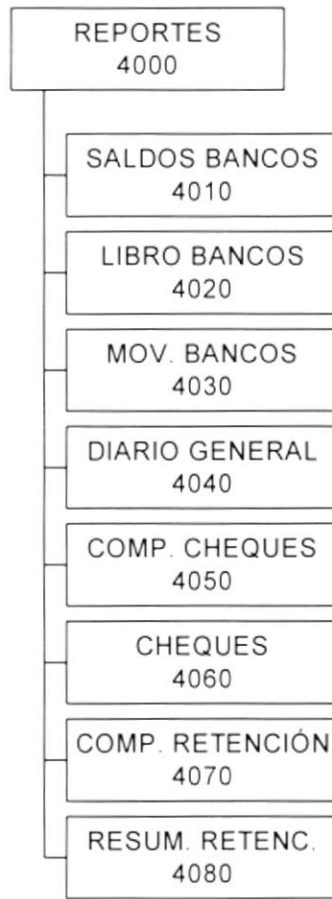 REPORTES
4000
SALDOS BANCOS
4010
LIBRO BANCOS
4020
MOV. BANCOS
4030
DIARIO GENERAL
4040
COMP. CHEQUES
4050
CHEQUES
4060
COMP. RETENCIÓN
4070
RESUM. RETENC.
4080